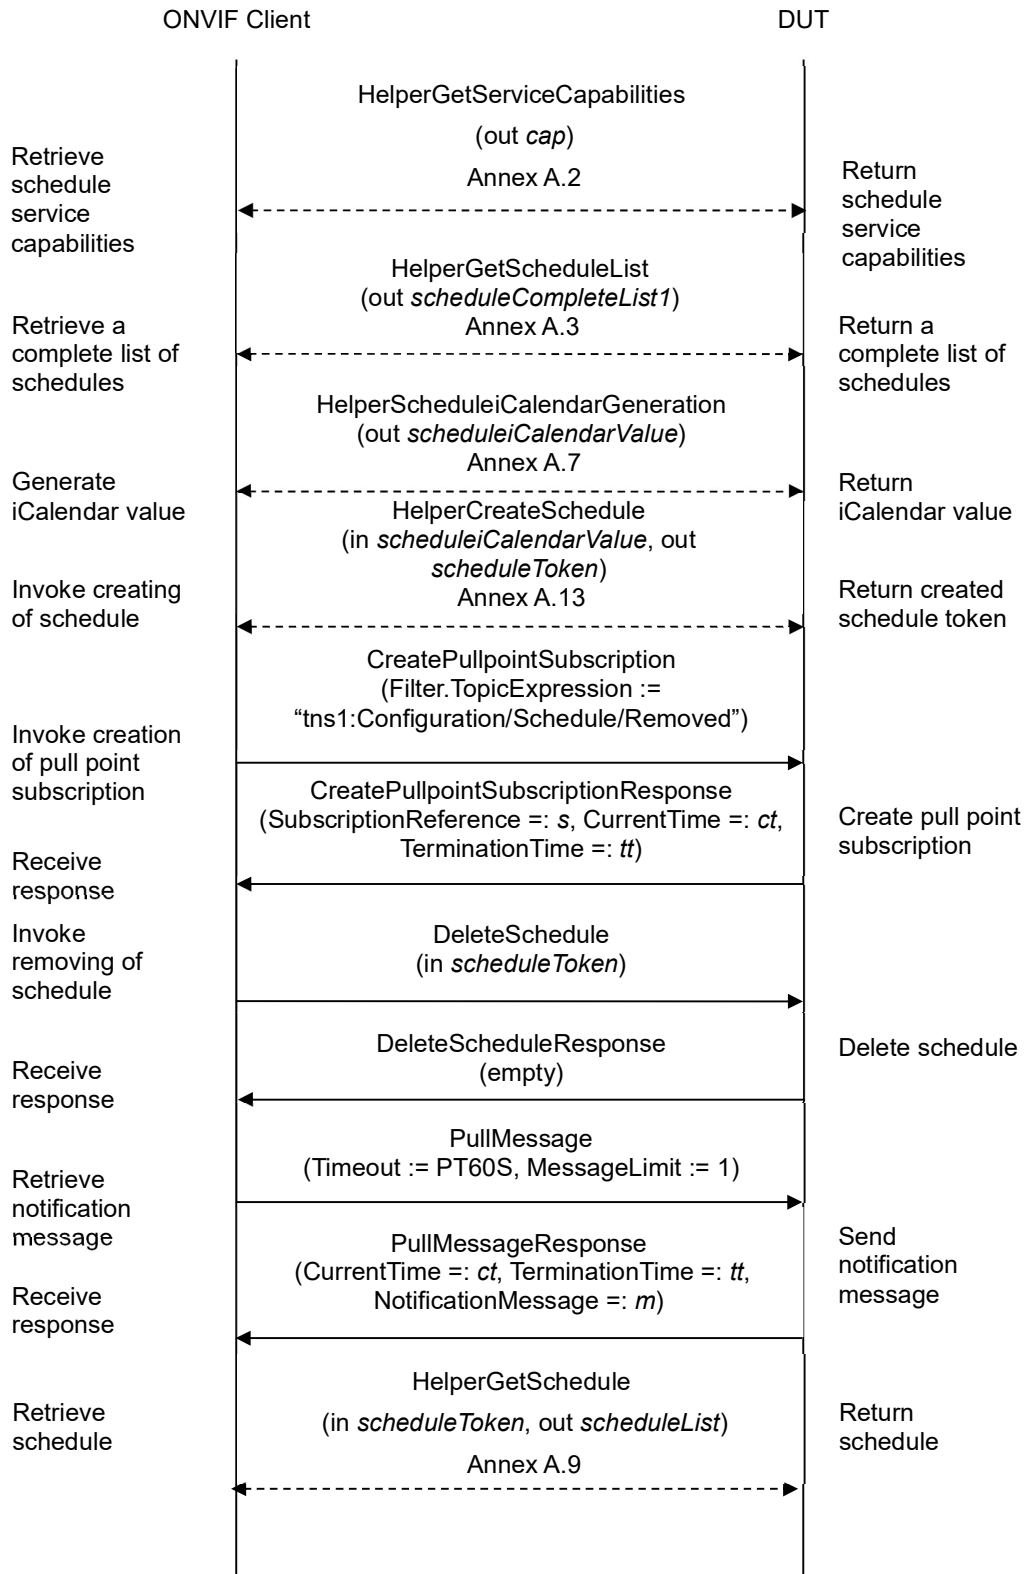 ONVIF Client
DUT
HelperGetServiceCapabilities
(out cap)
Annex A.2
Retrieve
schedule
service
capabilities
Return
schedule
service
capabilities
HelperGetScheduleList
(out scheduleCompleteList1)
Annex A.3
Retrieve a
complete list of
schedules
Return a
complete list of
schedules
HelperScheduleiCalendarGeneration
(out scheduleiCalendarValue)
Annex A.7
Generate
iCalendar value
Return
iCalendar value
HelperCreateSchedule
(in scheduleiCalendarValue, out
scheduleToken)
Annex A.13
Invoke creating
of schedule
Return created
schedule token
CreatePullpointSubscription
(Filter.TopicExpression :=
“tns1:Configuration/Schedule/Removed”)
Invoke creation
of pull point
subscription
CreatePullpointSubscriptionResponse
(SubscriptionReference =: s, CurrentTime =: ct,
TerminationTime =: tt)
Create pull point
subscription
Receive
response
Invoke
removing of
schedule
DeleteSchedule
(in scheduleToken)
DeleteScheduleResponse
(empty)
Delete schedule
Receive
response
PullMessage
(Timeout := PT60S, MessageLimit := 1)
Retrieve
notification
message
PullMessageResponse
(CurrentTime =: ct, TerminationTime =: tt,
NotificationMessage =: m)
Send
notification
message
Receive
response
HelperGetSchedule
(in scheduleToken, out scheduleList)
Annex A.9
Retrieve
schedule
Return
schedule